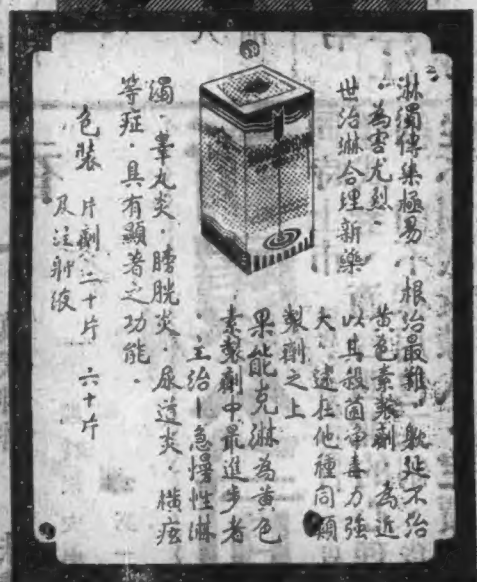 淋濁傳染極易．根治最難．歇延不治
．為害尤烈．黃色素製劑．為近
世治淋合理新藥 以其殺菌净毒力強
大．遠在他種同類
製劑之上
果能克淋為黃色
素製劑中最進步者
．主治—急慢性淋
濁．睾丸炎．膀胱炎．尿道炎．橫痃
等症．具有顯著之功能．
包裝 片劑 二十片 六十片
及注射液